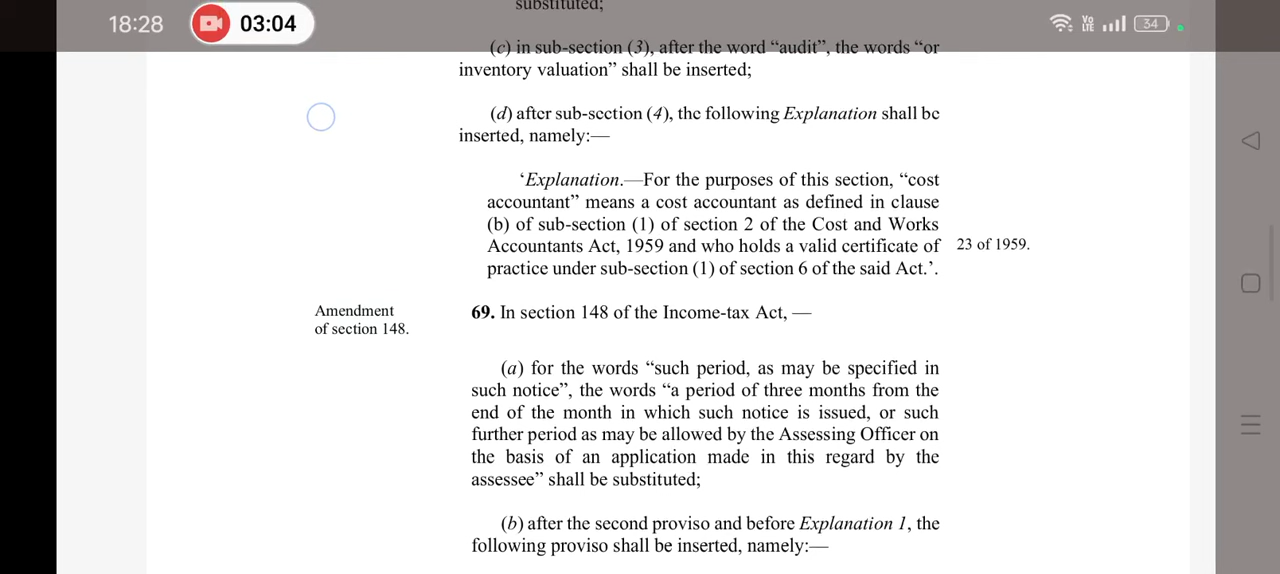 substituted;
18:28
03:04
Vo
LTE
34
(c) in sub-section (3), after the word “audit”, the words “or
inventory valuation” shall be inserted;
(d) after sub-section (4), the following Explanation shall be
inserted, namely:—
‘Explanation.—For the purposes of this section, “cost
accountant” means a cost accountant as defined in clause
(b) of sub-section (1) of section 2 of the Cost and Works
Accountants Act, 1959 and who holds a valid certificate of
23 of 1959.
practice under sub-section (1) of section 6 of the said Act.’.
Amendment
of section 148.
69. In section 148 of the Income-tax Act, —
(a) for the words “such period, as may be specified in
such notice”, the words “a period of three months from the
end of the month in which such notice is issued, or such
further period as may be allowed by the Assessing Officer on
the basis of an application made in this regard by the
assessee” shall be substituted;
(b) after the second proviso and before Explanation 1, the
following proviso shall be inserted, namely:—